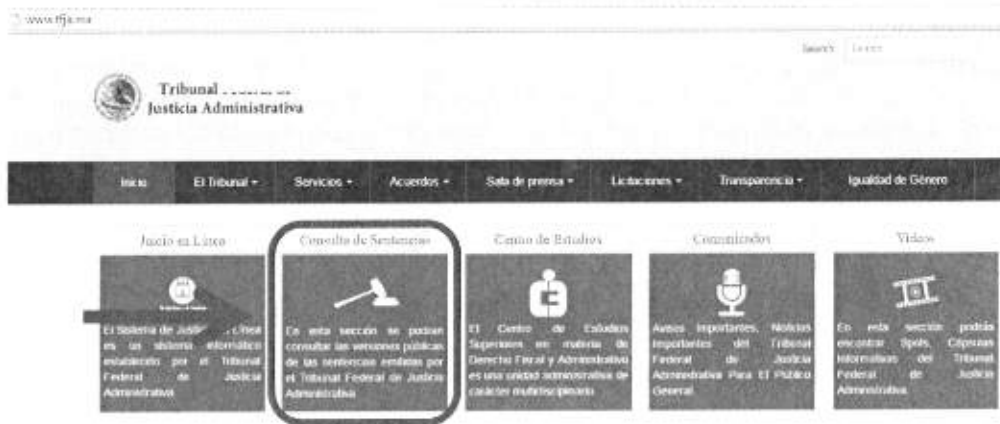 www.tfja.mx
Search
Tribunal
Justicia Administrativa
Inicio
El Tribunal
Servicios
Acuerdos
Sala de prensa
Licitaciones
Transparencia
Igualdad de Género
Juicio en Línea
El Sistema de Justicia Línea
es un sistema informático
establecido por el Tribunal
Federal de Justicia
Administrativa
Consulta de Sentencias
En esta sección se podrán
consultar las versiones públicas
de las sentencias emitidas por
el Tribunal Federal de Justicia
Administrativa
Centro de Estudios
El Centro de Estudios
Superiores en materia de
Derecho Fiscal y Administrativo
es una unidad administrativa de
carácter multidisciplinario
Comunicados
Avisos Importantes, Noticias
Importantes del Tribunal
Federal de Justicia
Administrativa Para El Público
General.
Videos
En esta sección podrás
encontrar Spots, Cápsulas
Informativas del Tribunal
Federal de Justicia
Administrativa.